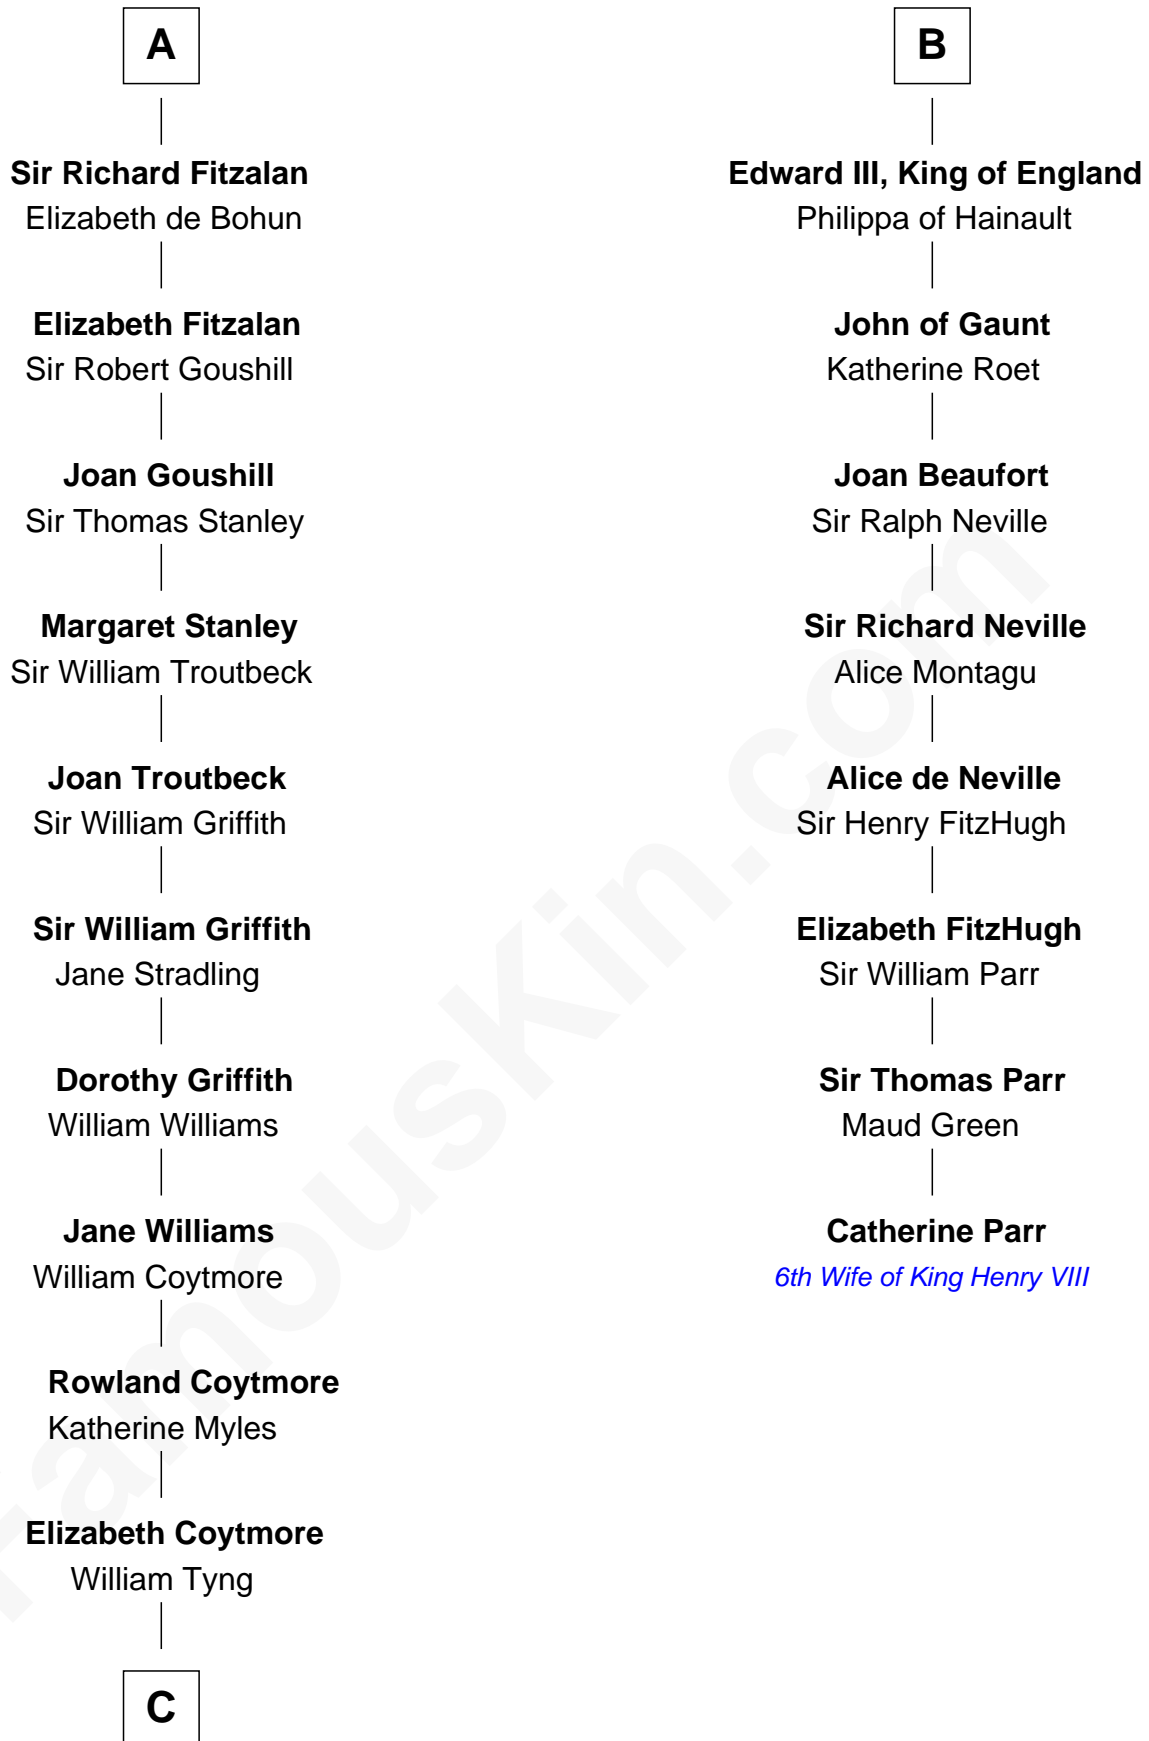 A
Sir Richard Fitzalan
Elizabeth de Bohun
Elizabeth Fitzalan
Sir Robert Goushill
Joan Goushill
Sir Thomas Stanley
Margaret Stanley
Sir William Troutbeck
Joan Troutbeck
Sir William Griffith
Sir William Griffith
Jane Stradling
Dorothy Griffith
William Williams
Jane Williams
William Coytmore
Rowland Coytmore
Katherine Myles
Elizabeth Coytmore
William Tyng
C
B
Edward III, King of England
Philippa of Hainault
John of Gaunt
Katherine Roet
Joan Beaufort
Sir Ralph Neville
Sir Richard Neville
Alice Montagu
Alice de Neville
Sir Henry FitzHugh
Elizabeth FitzHugh
Sir William Parr
Sir Thomas Parr
Maud Green
Catherine Parr
6th Wife of King Henry VIII
FamousKin.com